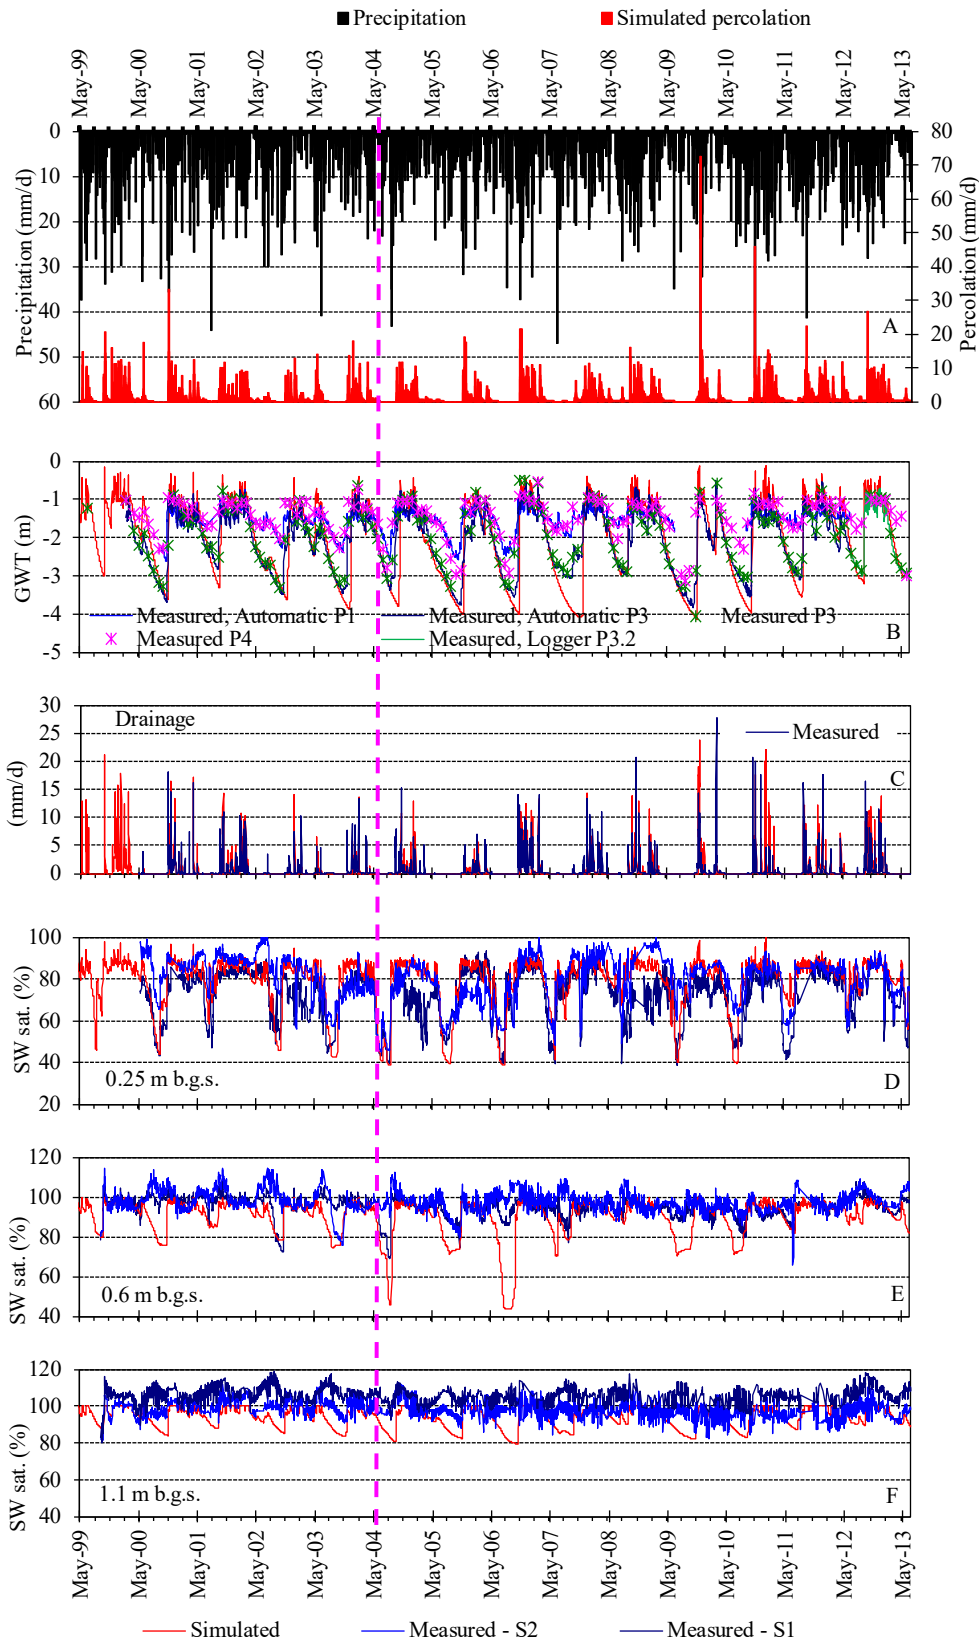 Precipitation Simulated percolation
May-99 May-00 May-01 May-02 May-03 May-04 May-05 May-06 May-07 May-08 May-09 May-10 May-11 May-12 May-13
Precipitation (mm/d)
0
10
20
30
40
50
60
80
70
60
50
40
30
20
10
0
Percolation (mm/d)
A
GWT (m)
0
-1
-2
-3
-4
-5
Measured, Automatic P1 Measured, Automatic P3 Measured P3
Measured P4 Measured, Logger P3.2
B
(mm/d)
30
25
20
15
10
5
0
Drainage
Measured
C
SW sat. (%)
100
80
60
40
20
0.25 m b.g.s.
D
SW sat. (%)
120
100
80
60
40
0.6 m b.g.s.
E
SW sat. (%)
120
100
80
60
40
1.1 m b.g.s.
F
May-99 May-00 May-01 May-02 May-03 May-04 May-05 May-06 May-07 May-08 May-09 May-10 May-11 May-12 May-13
Simulated Measured - S2 Measured - S1